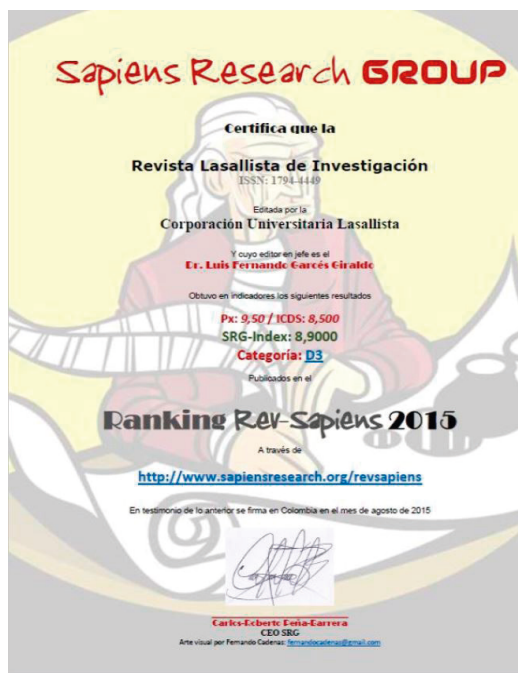 Sapiens Research GROUP
Certifica que la
Revista Lasallista de Investigación
ISSN: 1794-4449
Editada por la
Corporación Universitaria Lasallista
Y cuyo editor en jefe es el
Dr. Luis Fernando Garcés Giraldo
Obtuvo en indicadores los siguientes resultados
Px: 9,50 / ICDS: 8,500
SRG-Index: 8,9000
Categoría: D3
Publicados en el
Ranking Rev-Sapiens 2015
A través de
http://www.sapiensresearch.org/revsapiens
En testimonio de lo anterior se firma en Colombia en el mes de agosto de 2015
Carlos-Roberto Peña-Barrera
CEO SRG
Arte visual por Fernando Cadenas: fernandocadenas@gmail.com